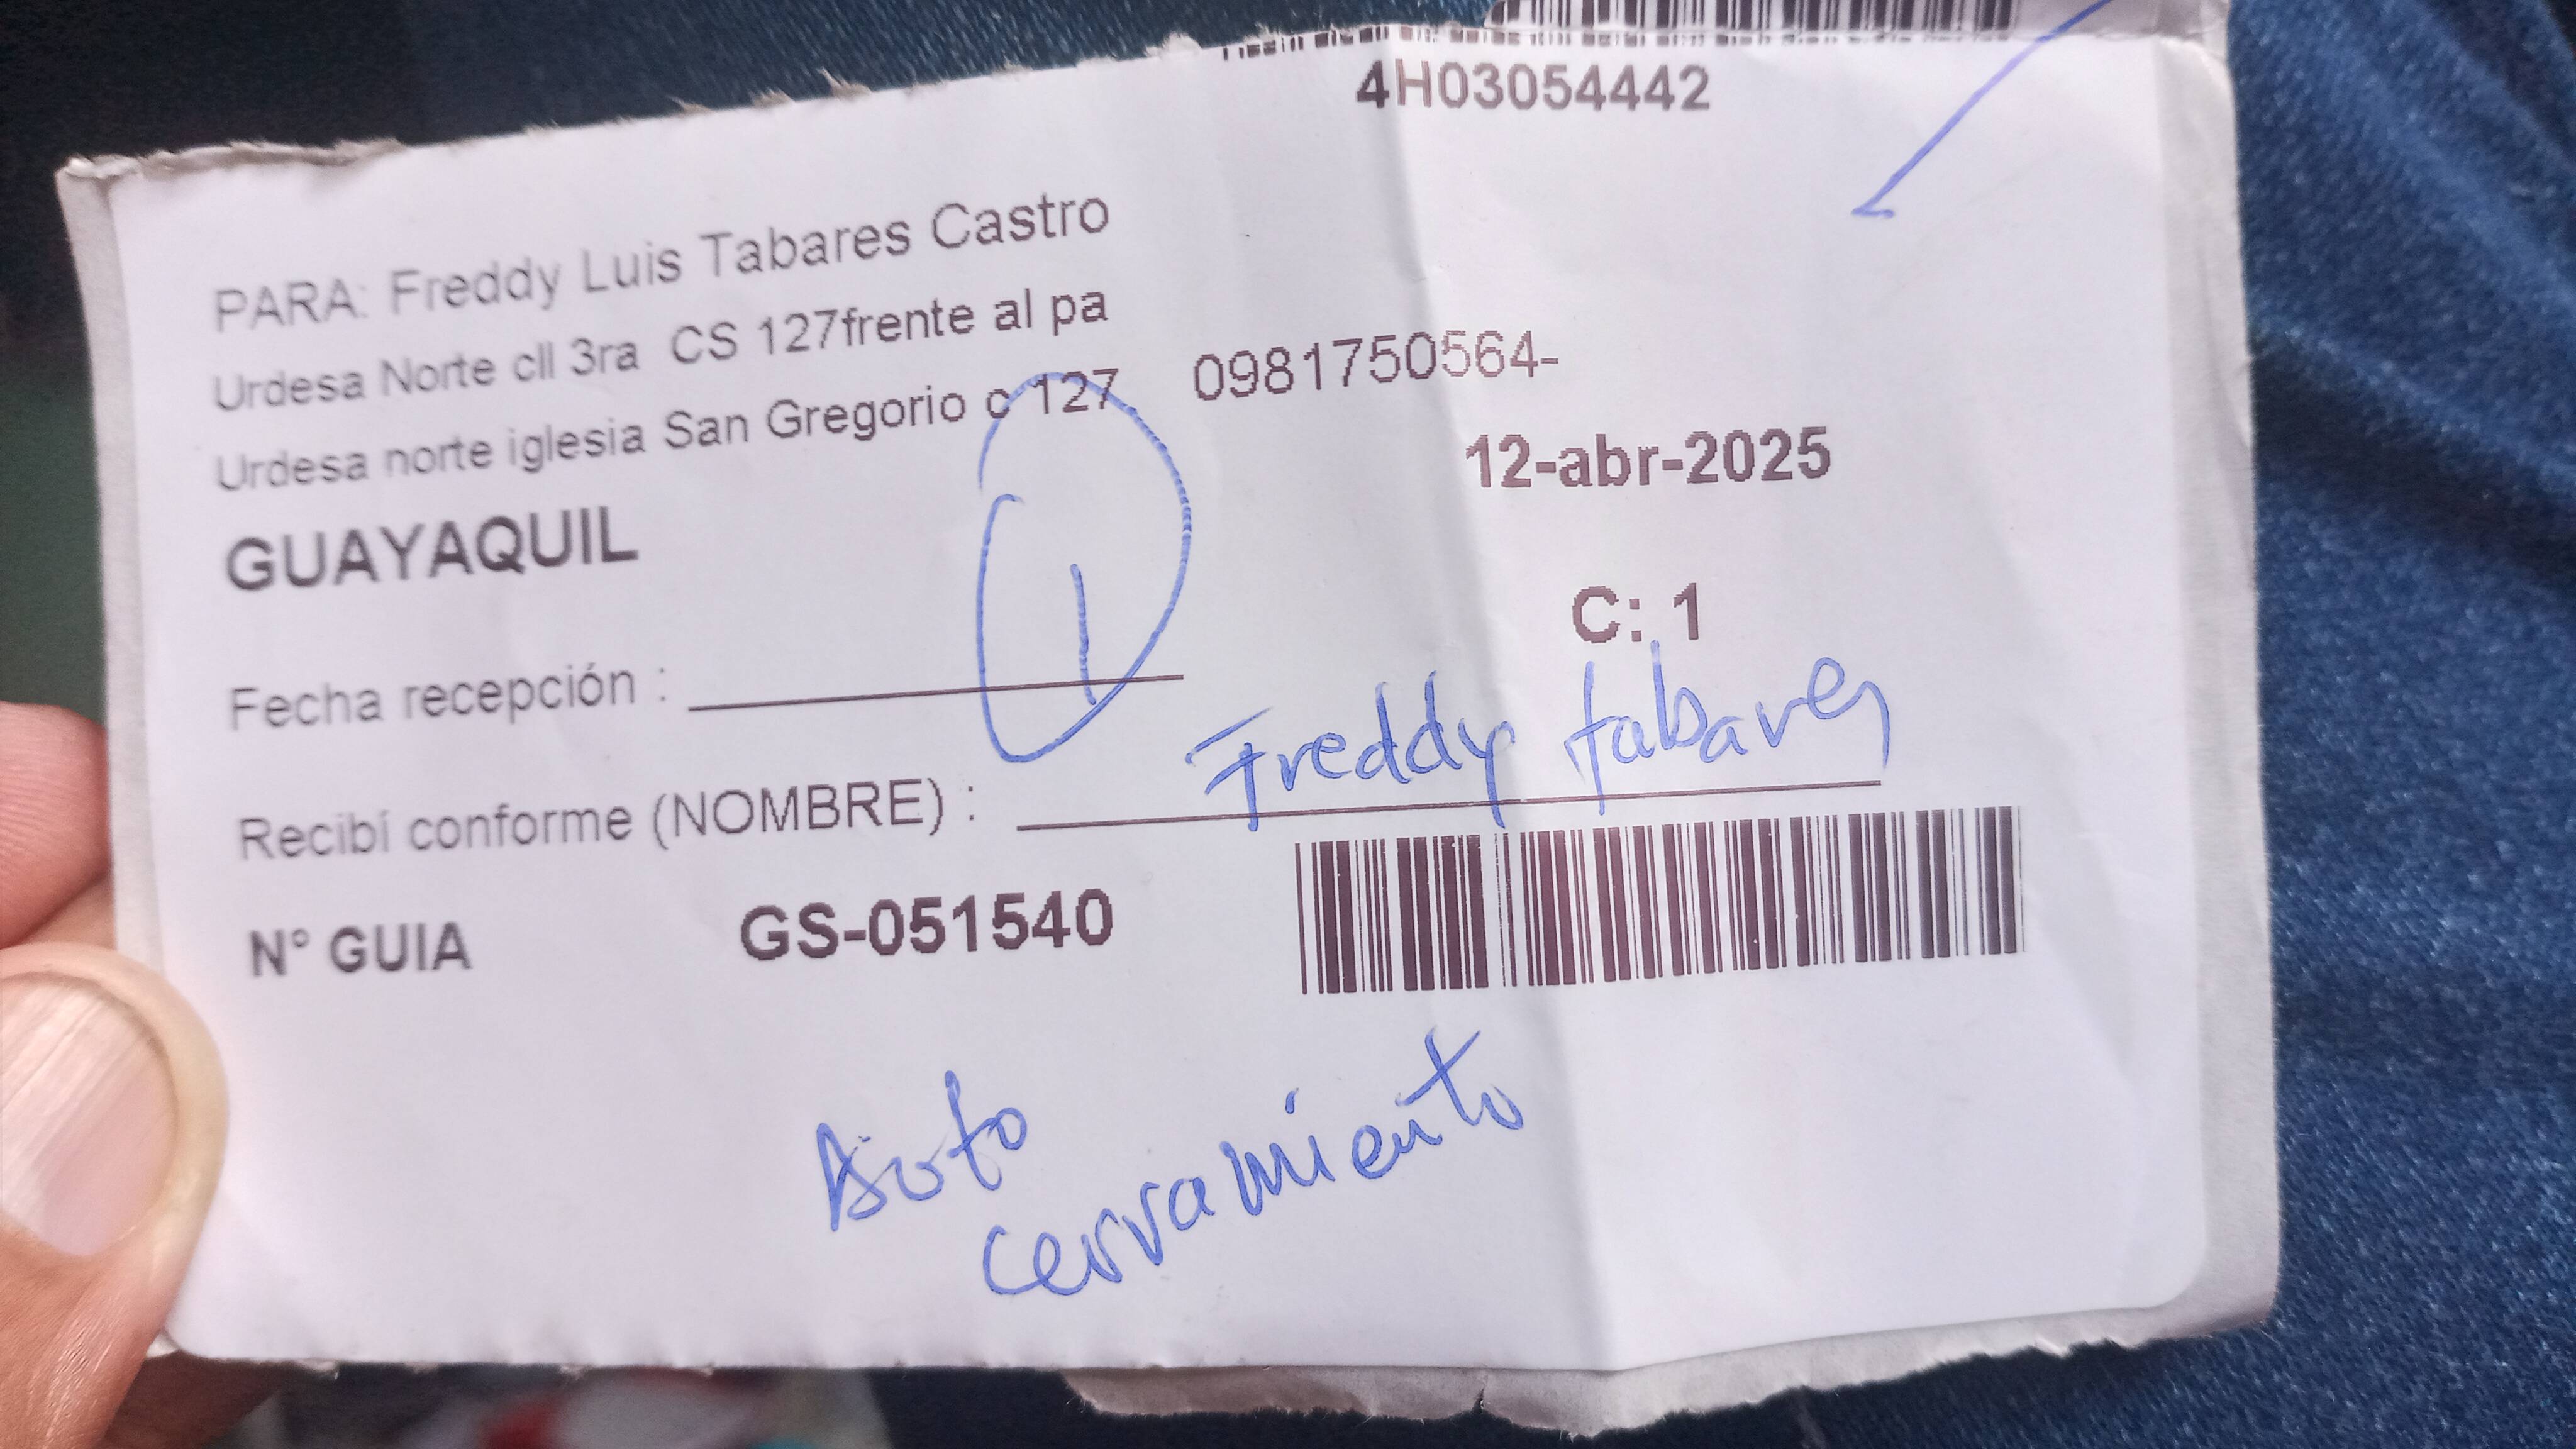 4H03054442
PARA: Freddy Luis Tabares Castro
Urdesa Norte cll 3ra CS 127frente al pa
Urdesa norte iglesia San Gregorio c 127 0981750564-
12-abr-2025
GUAYAQUIL
C: 1
1
Fecha recepción :
Recibí conforme (NOMBRE) : Freddy tabares
N° GUIA GS-051540
Auto
cerramiento